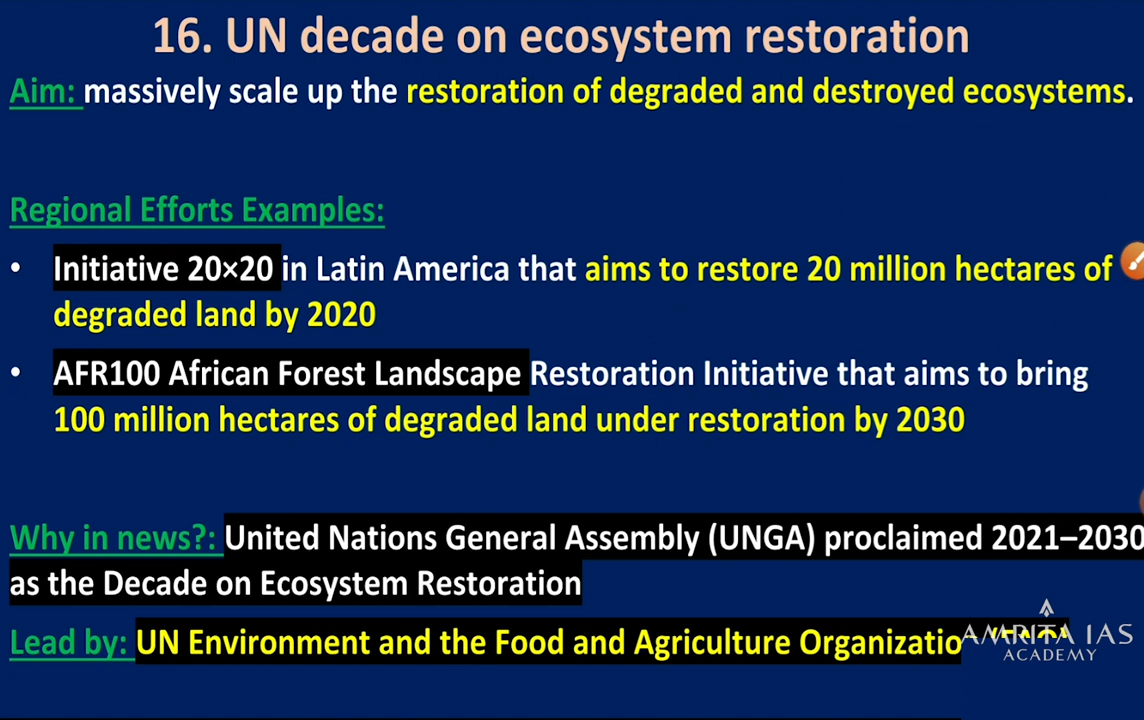 16. UN decade on ecosystem restoration
Aim: massively scale up the restoration of degraded and destroyed ecosystems.
Regional Efforts Examples:
• Initiative 20×20 in Latin America that aims to restore 20 million hectares of
degraded land by 2020
• AFR100 African Forest Landscape Restoration Initiative that aims to bring
100 million hectares of degraded land under restoration by 2030
Why in news?: United Nations General Assembly (UNGA) proclaimed 2021–2030
as the Decade on Ecosystem Restoration
Lead by: UN Environment and the Food and Agriculture Organizatio
AMRITA IAS
ACADEMY